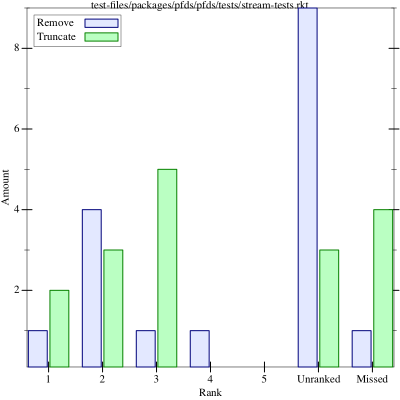 test-files/packages/pfds/pfds/tests/stream-tests.rkt
Remove
Truncate
8
6
4
2
Amount
1 2 3 4 5 Unranked Missed
Rank